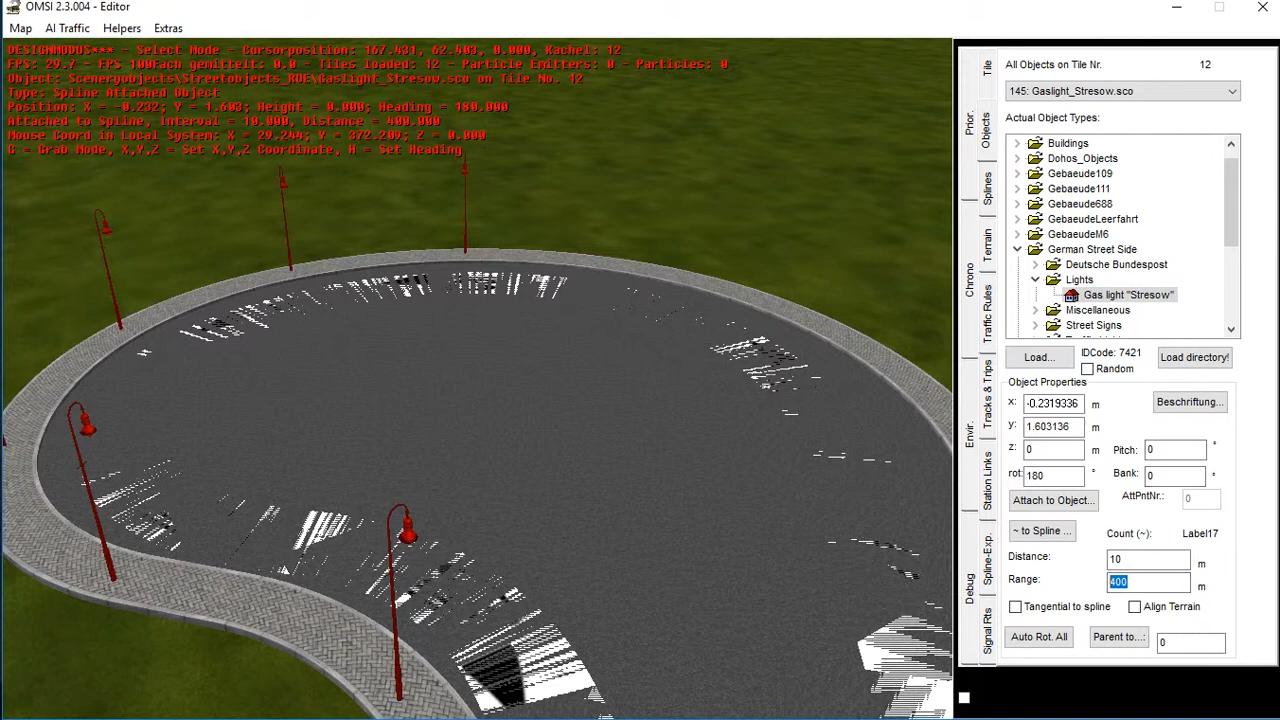 OMSI 2.3.004 - Editor
Map AI Traffic Helpers Extras
DESIGNMODUS*** - Select Mode - Cursorposition: 167.431, 62.403, 0.000, Kachel: 12
FPS: 29.7 - FPS 100Fach gemittelt: 0.0 - Tiles loaded: 12 - Particle Emitters: 0 - Particles: 0
Object: Sceneryobjects\Streetobjects_RDE\Gaslight_Stresow.sco on Tile No. 12
Type: Spline Attached Object
Position: X = -0.232; Y = 1.603; Height = 0.000; Heading = 180.000
Attached to Spline, Interval = 10.000, Distance = 400.000
Mouse Coord in Local System: X = 29.244; Y = 372.209; Z = 0.000
G = Grab Mode, X,Y,Z = Set X,Y,Z Coordinate, H = Set Heading
Tile
Objects
Splines
Terrain
Traffic Rules
Tracks & Trips
Station Links
Spline-Exp.
Signal Rts
Prior.
Chrono
Envir.
Debug
All Objects on Tile Nr. 12
145: Gaslight_Stresow.sco
Actual Object Types:
Buildings
Dohos_Objects
Gebaeude109
Gebaeude111
Gebaeude688
GebaeudeLeerfahrt
GebaeudeM6
German Street Side
Deutsche Bundespost
Lights
Gas light "Stresow"
Miscellaneous
Street Signs
Load... IDCode: 7421 Load directory!
Random
Object Properties
x: -0.2319336 m Beschriftung...
y: 1.603136 m
z: 0 m Pitch: 0 °
rot: 180 ° Bank: 0 °
Attach to Object... AttPntNr.: 0
~ to Spline ... Count (~): Label17
Distance: 10 m
Range: 400 m
Tangential to spline Align Terrain
Auto Rot. All Parent to...: 0